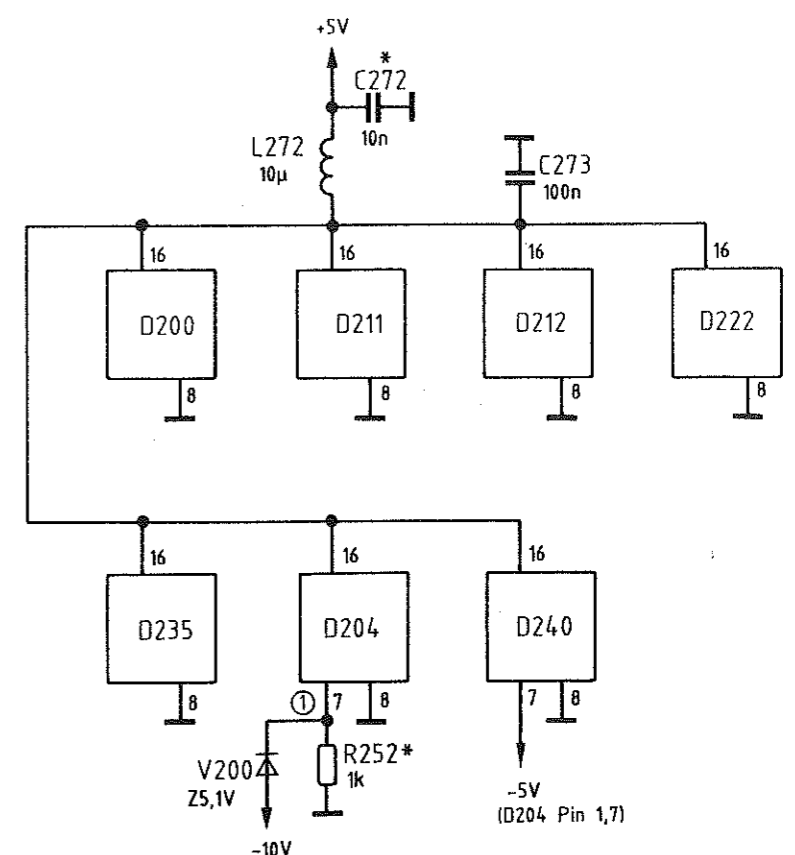 +5V
*
C272
10n
L272
10µ
C273
100n
16
16
16
16
D200
D211
D212
D222
8
8
8
8
16
16
16
D235
D204
D240
8
① 7
8
7
8
V200
Z5,1V
R252*
1k
-5V
(D204 Pin 1,7)
-10V